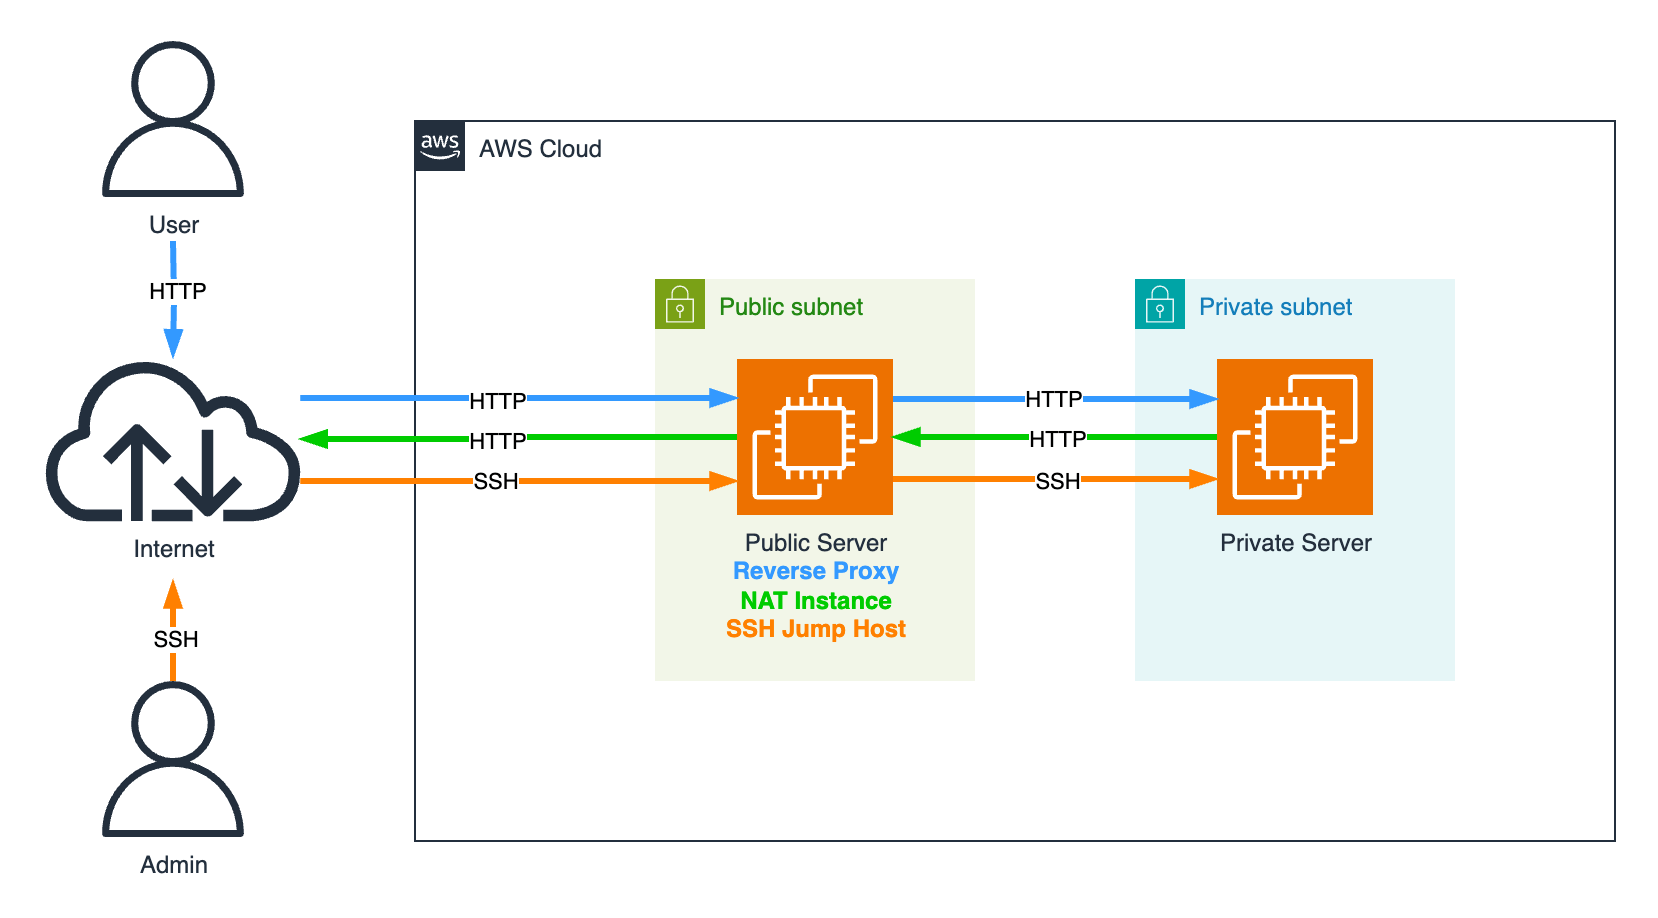 User
HTTP
aws
AWS Cloud
Public subnet
Private subnet
HTTP
HTTP
HTTP
HTTP
SSH
SSH
Internet
Public Server
Reverse Proxy
NAT Instance
SSH Jump Host
Private Server
SSH
Admin